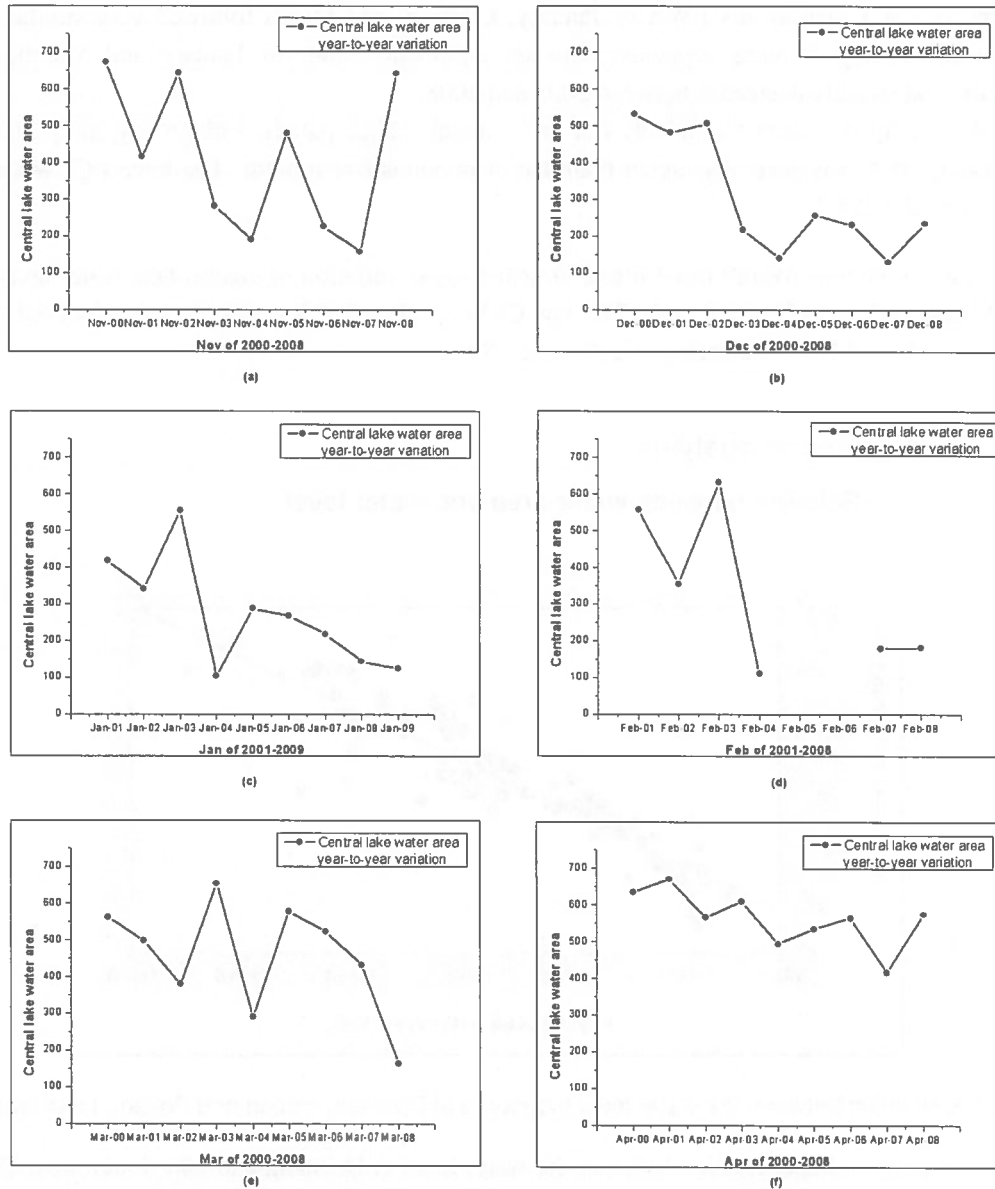 Central lake water area
year-to-year variation
Central lake water area
700
600
500
400
300
200
100
0
Nov-00 Nov-01 Nov-02 Nov-03 Nov-04 Nov-05 Nov-06 Nov-07 Nov-08
Nov of 2000-2008
(a)
Central lake water area
year-to-year variation
Central lake water area
700
600
500
400
300
200
100
0
Dec-00 Dec-01 Dec-02 Dec-03 Dec-04 Dec-05 Dec-06 Dec-07 Dec-08
Dec of 2000-2008
(b)
Central lake water area
year-to-year variation
Central lake water area
700
600
500
400
300
200
100
0
Jan-01 Jan-02 Jan-03 Jan-04 Jan-05 Jan-06 Jan-07 Jan-08 Jan-09
Jan of 2001-2009
(c)
Central lake water area
year-to-year variation
Central lake water area
700
600
500
400
300
200
100
0
Feb-01 Feb-02 Feb-03 Feb-04 Feb-05 Feb-06 Feb-07 Feb-08
Feb of 2001-2008
(d)
Central lake water area
year-to-year variation
Central lake water area
700
600
500
400
300
200
100
0
Mar-00 Mar-01 Mar-02 Mar-03 Mar-04 Mar-05 Mar-06 Mar-07 Mar-08
Mar of 2000-2008
(e)
Central lake water area
year-to-year variation
Central lake water area
700
600
500
400
300
200
100
0
Apr-00 Apr-01 Apr-02 Apr-03 Apr-04 Apr-05 Apr-06 Apr-07 Apr-08
Apr of 2000-2008
(f)